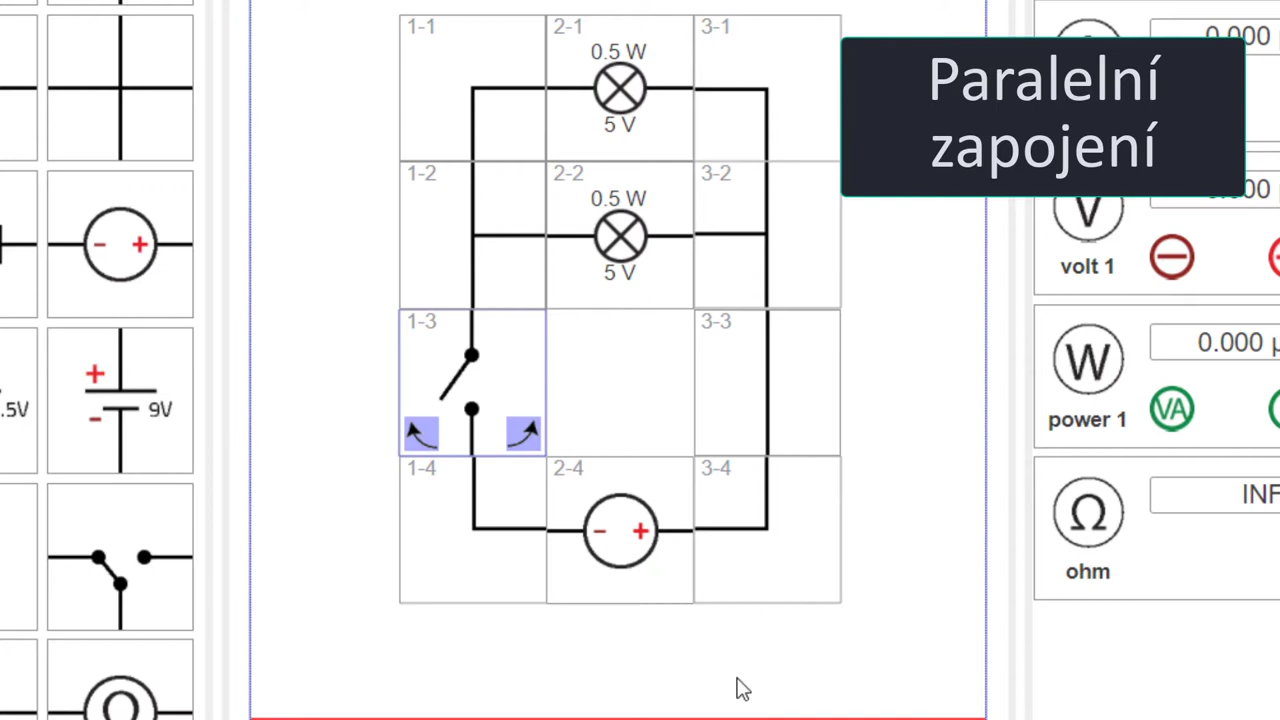 1-1
2-1
3-1
0.5 W
5 V
Paralelní
zapojení
1-2
2-2
3-2
0.5 W
5 V
volt 1
1-3
3-3
W
0.000
power 1
VA
- +
+
-
.5V
9V
1-4
2-4
3-4
- +
INF
Ω
ohm